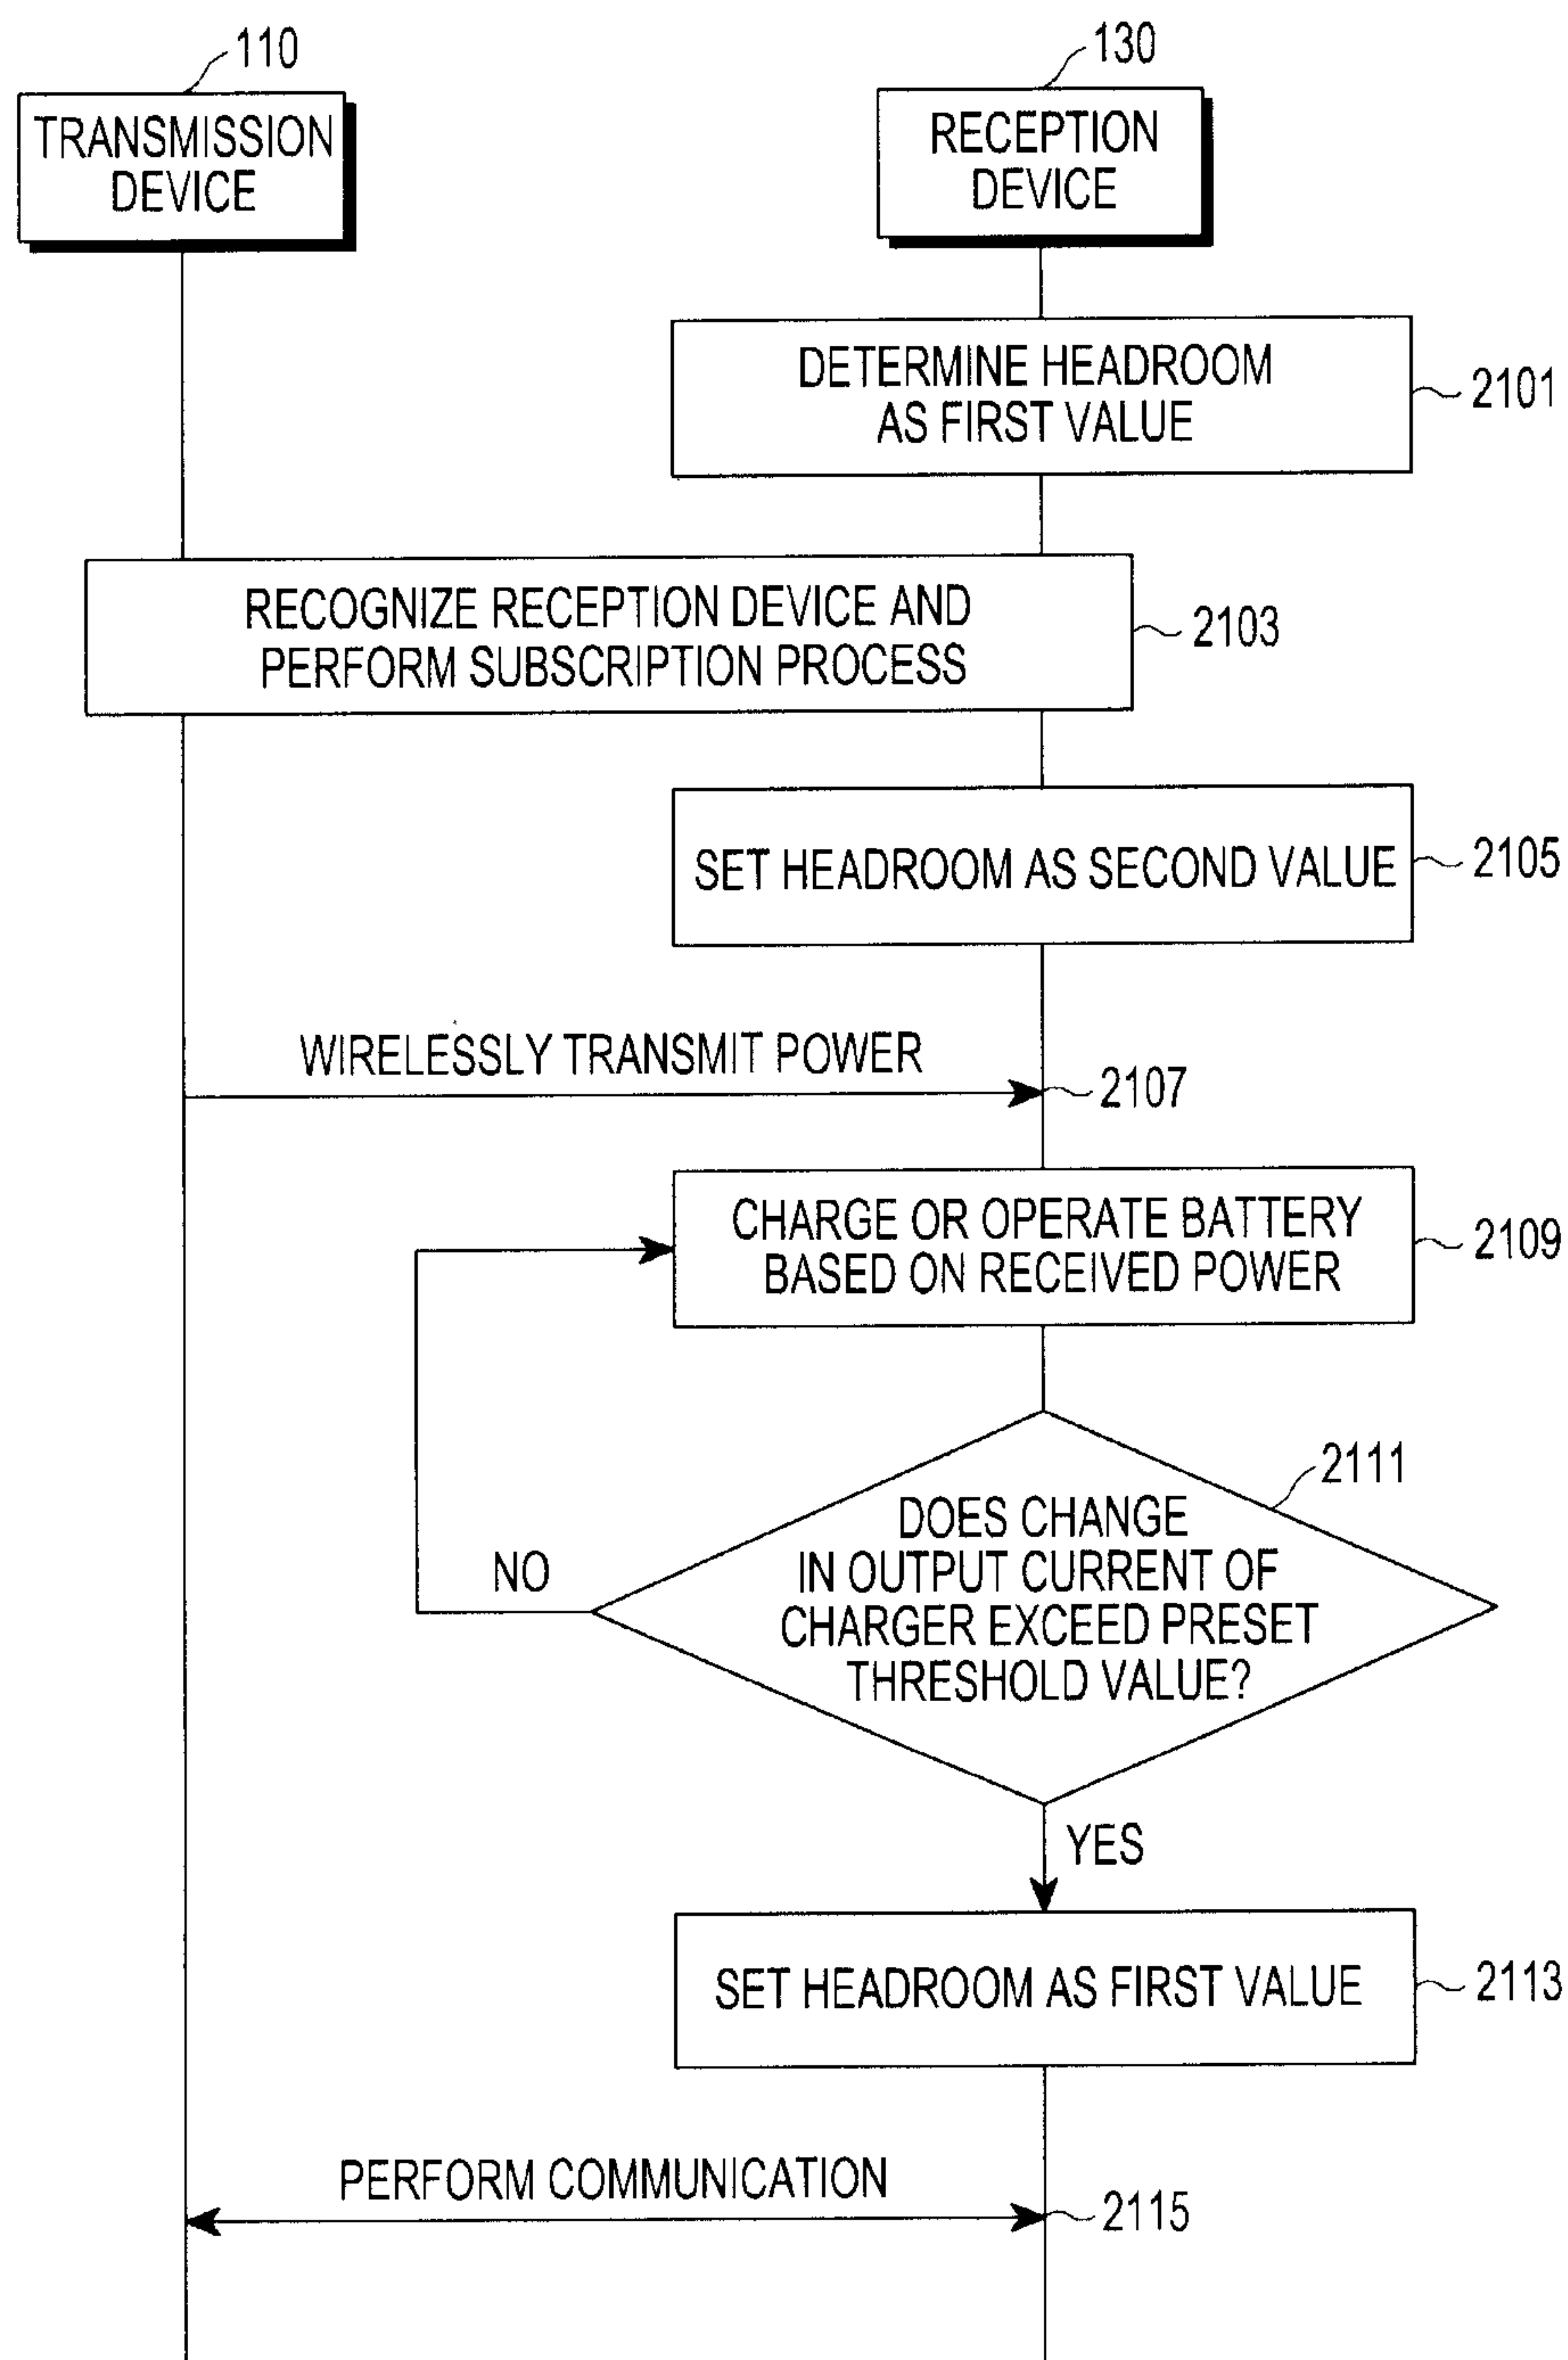 110
130
TRANSMISSION
DEVICE
RECEPTION
DEVICE
DETERMINE HEADROOM
AS FIRST VALUE
2101
RECOGNIZE RECEPTION DEVICE AND
PERFORM SUBSCRIPTION PROCESS
2103
SET HEADROOM AS SECOND VALUE
2105
WIRELESSLY TRANSMIT POWER
2107
CHARGE OR OPERATE BATTERY
BASED ON RECEIVED POWER
2109
2111
DOES CHANGE
IN OUTPUT CURRENT OF
CHARGER EXCEED PRESET
THRESHOLD VALUE?
NO
YES
SET HEADROOM AS FIRST VALUE
2113
PERFORM COMMUNICATION
2115